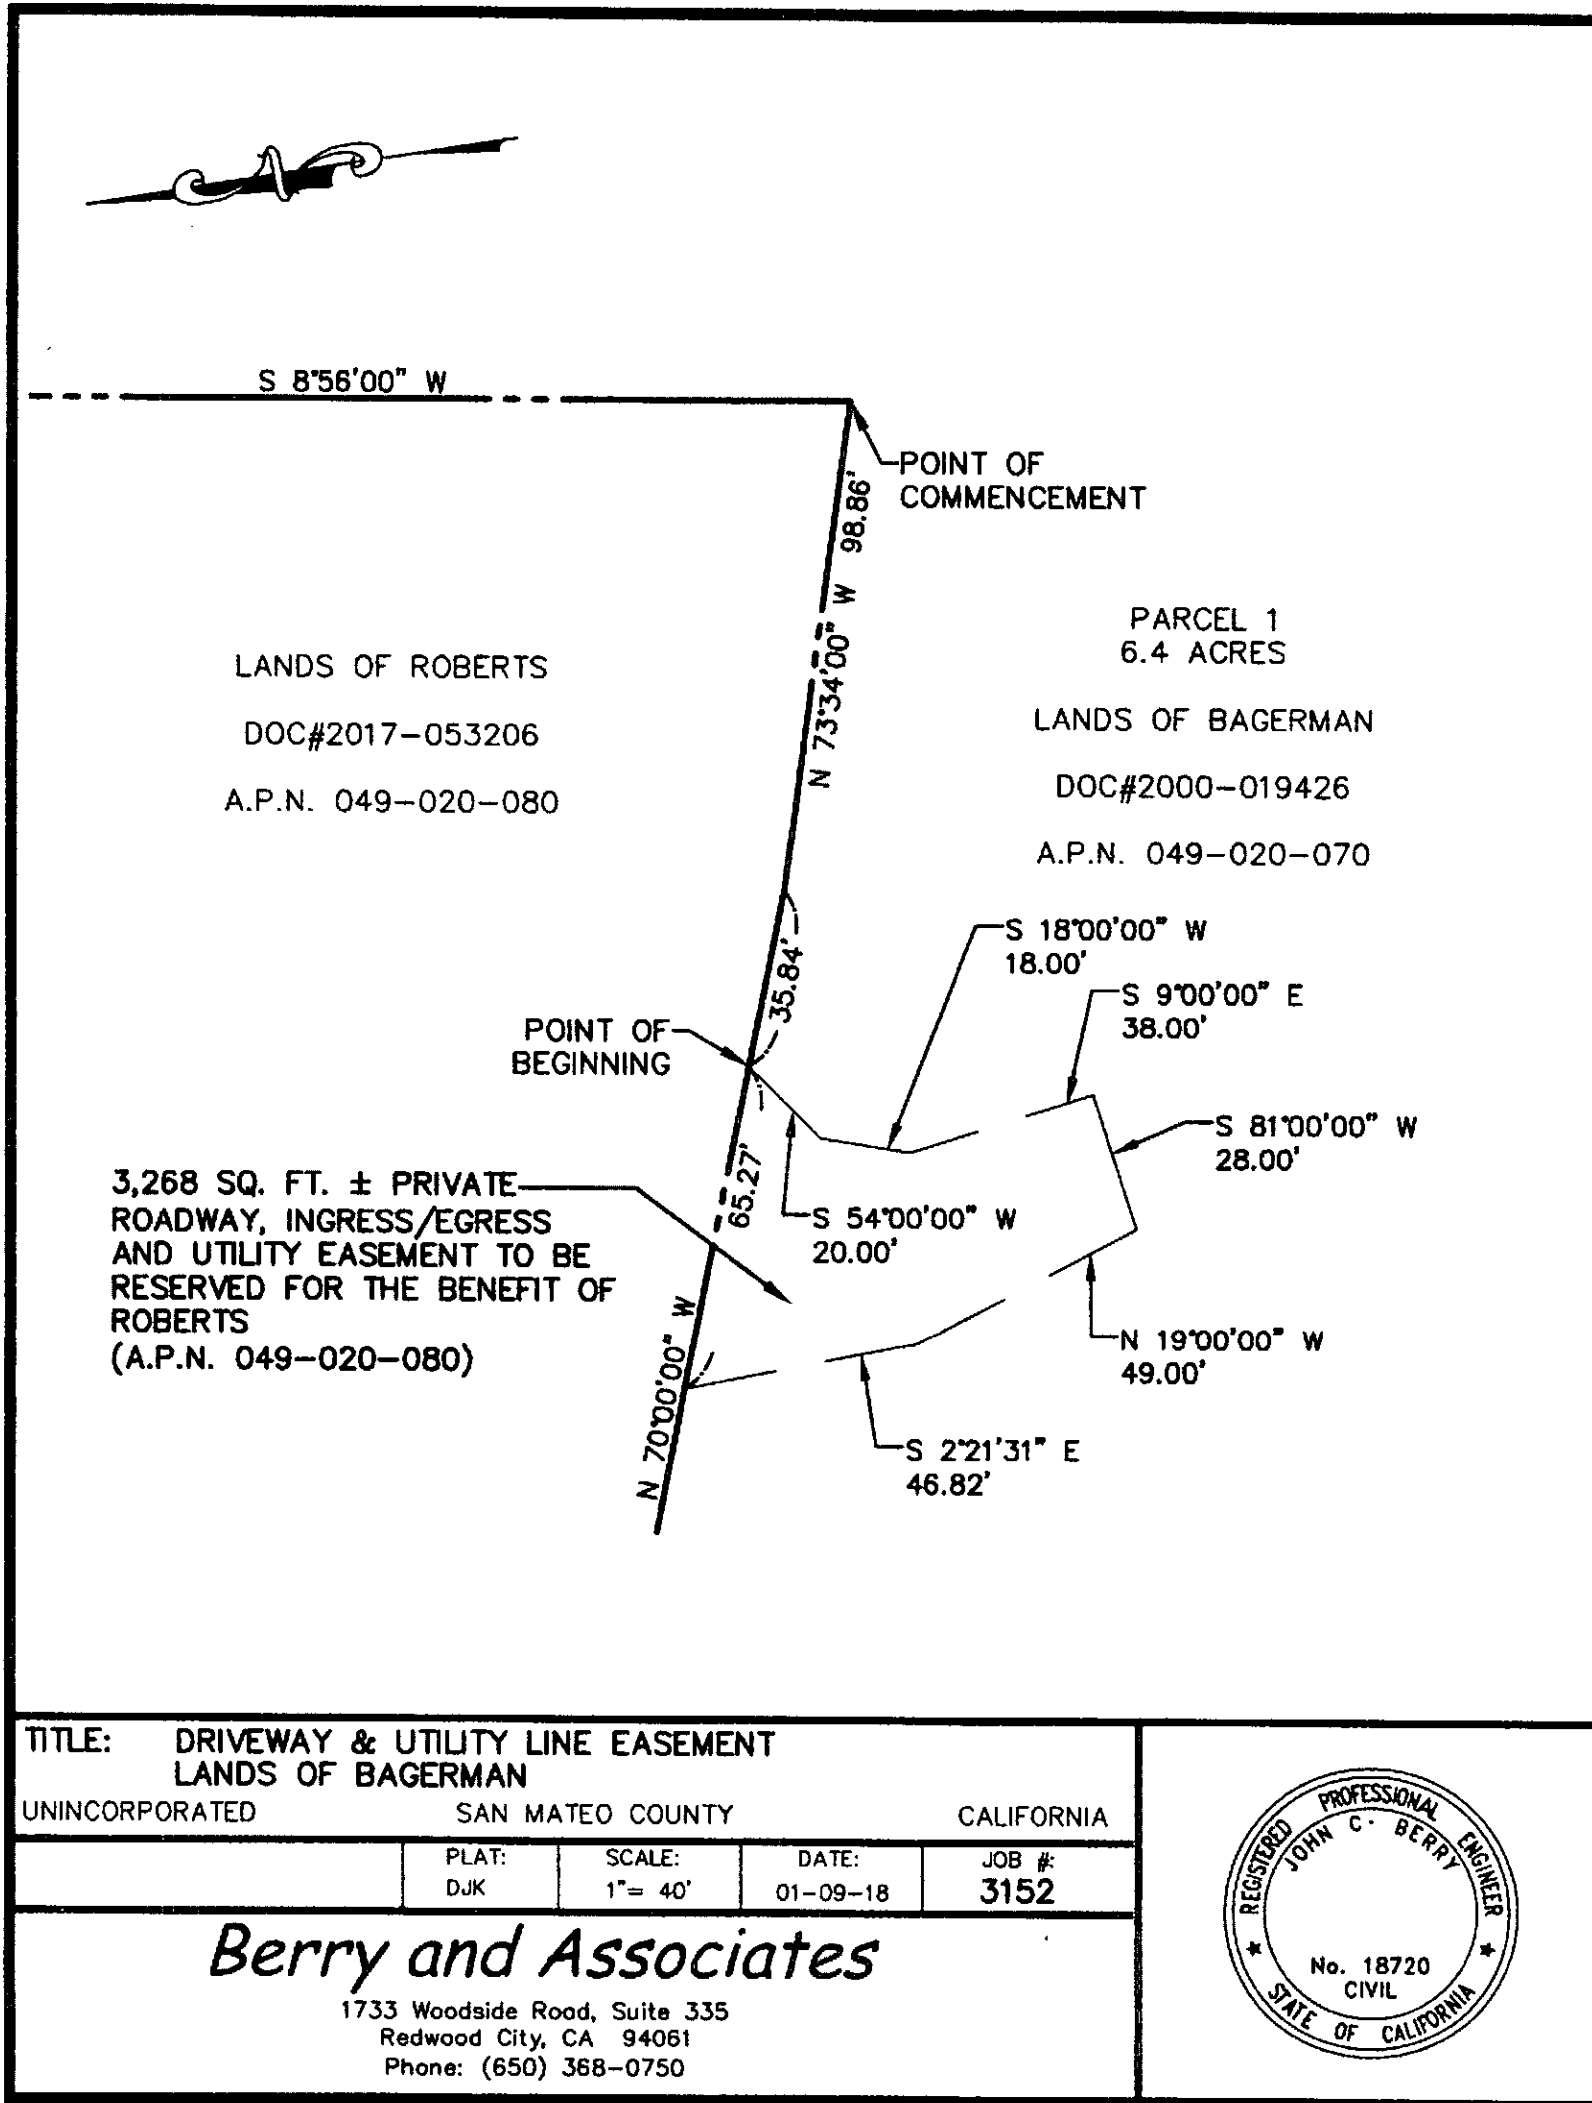 S 8°56'00" W
POINT OF
COMMENCEMENT
N 73°34'00" W 98.86'
PARCEL 1
6.4 ACRES
LANDS OF ROBERTS
DOC#2017-053206
A.P.N. 049-020-080
LANDS OF BAGERMAN
DOC#2000-019426
A.P.N. 049-020-070
35.84'
S 18°00'00" W
18.00'
S 9°00'00" E
38.00'
POINT OF
BEGINNING
S 81°00'00" W
28.00'
65.27'
S 54°00'00" W
20.00'
3,268 SQ. FT. ± PRIVATE
ROADWAY, INGRESS/EGRESS
AND UTILITY EASEMENT TO BE
RESERVED FOR THE BENEFIT OF
ROBERTS
(A.P.N. 049-020-080)
N 70°00'00" W
N 19°00'00" W
49.00'
S 2°21'31" E
46.82'
TITLE: DRIVEWAY & UTILITY LINE EASEMENT
LANDS OF BAGERMAN
UNINCORPORATED SAN MATEO COUNTY CALIFORNIA
PLAT: SCALE: DATE: JOB #:
DJK 1"= 40' 01-09-18 3152
Berry and Associates
1733 Woodside Road, Suite 335
Redwood City, CA 94061
Phone: (650) 368-0750
REGISTERED PROFESSIONAL ENGINEER
JOHN C. BERRY
No. 18720
CIVIL
STATE OF CALIFORNIA